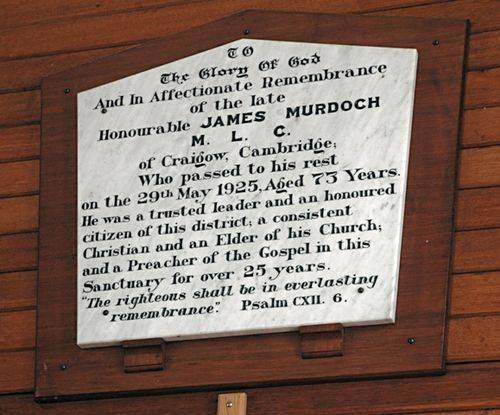 TO
The Glory Of God
And In Affectionate Remembrance
of the late
Honourable JAMES MURDOCH
M. L. C.
of Craigow, Cambridge;
Who passed to his rest
on the 29th May 1925, Aged 73 Years.
He was a trusted leader and an honoured
citizen of this district; a consistent
Christian and an Elder of his Church;
and a Preacher of the Gospel in this
Sanctuary for over 25 years.
"The righteous shall be in everlasting
remembrance." Psalm CXII. 6.